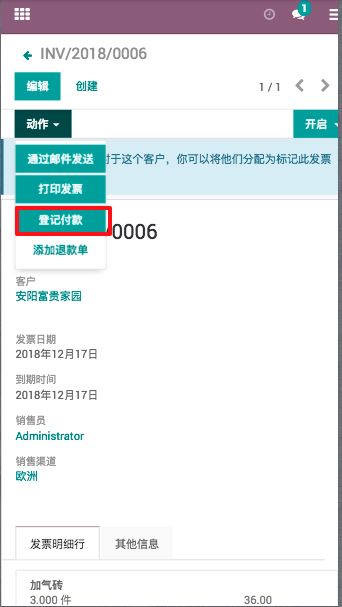 1
INV/2018/0006
编辑
创建
1 / 1
动作
开启
通过邮件发送
对于这个客户，你可以将他们分配为标记此发票
打印发票
登记付款
0006
添加退款单
客户
安阳富贵家园
发票日期
2018年12月17日
到期时间
2018年12月17日
销售员
Administrator
销售渠道
欧洲
发票明细行
其他信息
加气砖
3.000 件
36.00